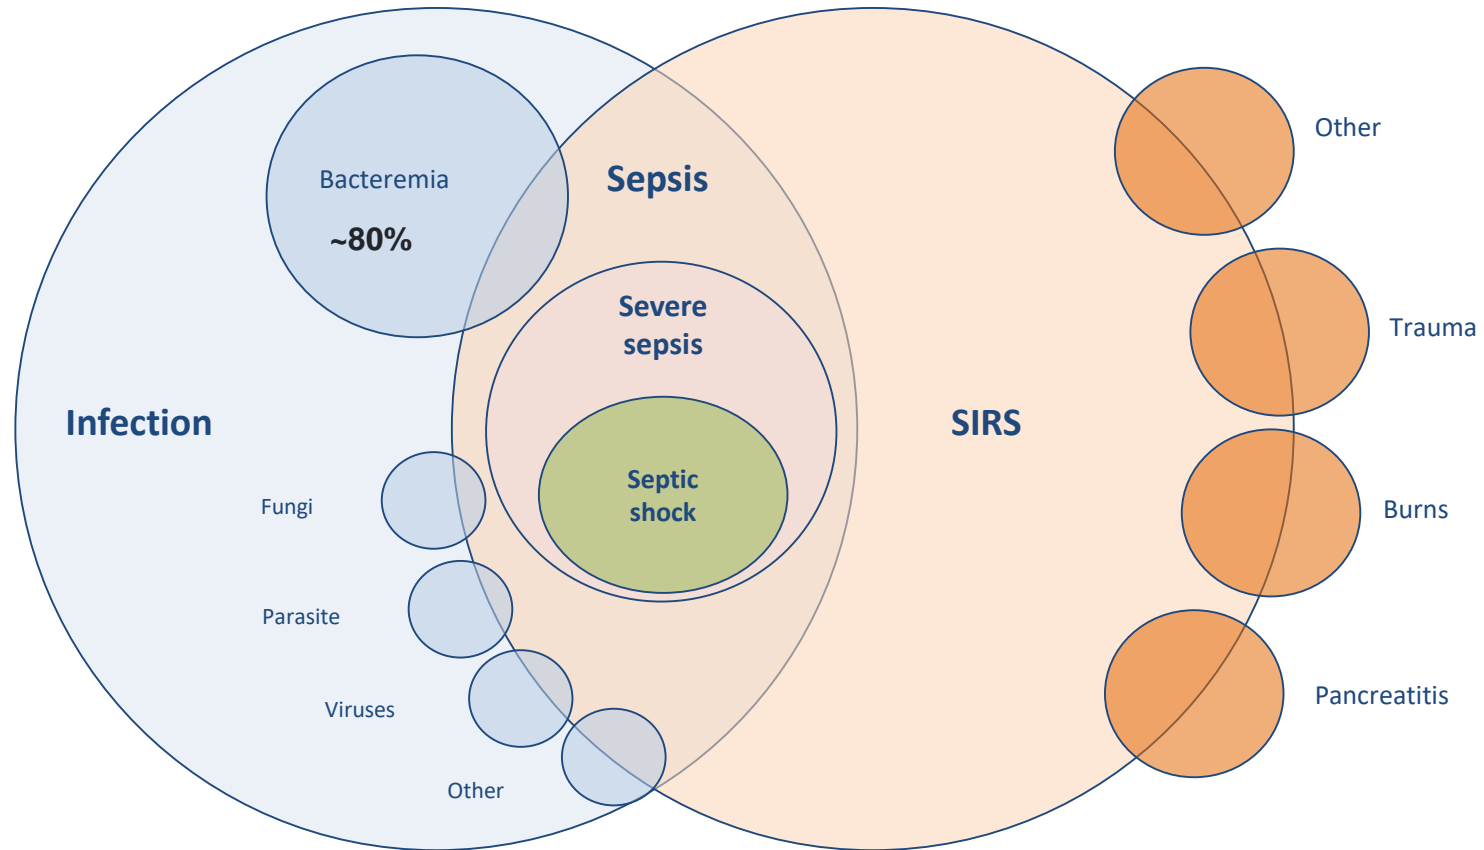 Other
Bacteremia
Sepsis
~80%
Severe
sepsis
Trauma
Infection
SIRS
Septic
shock
Fungi
Burns
Parasite
Viruses
Pancreatitis
Other